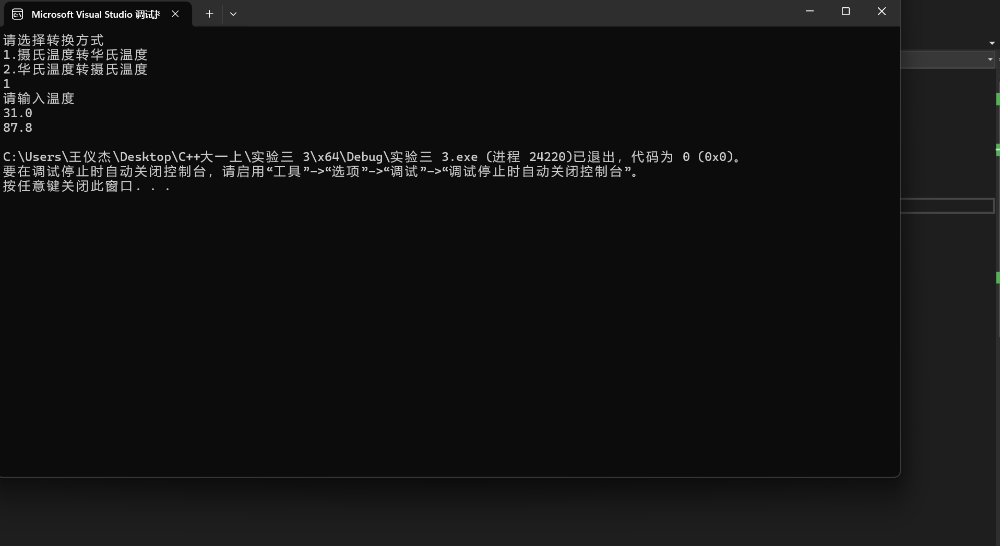 Microsoft Visual Studio 调试
请选择转换方式
1.摄氏温度转华氏温度
2.华氏温度转摄氏温度
1
请输入温度
31.0
87.8
C:\Users\王仪杰\Desktop\C++大一上\实验三 3\x64\Debug\实验三 3.exe (进程 24220)已退出，代码为 0 (0x0)。
要在调试停止时自动关闭控制台，请启用“工具”->“选项”->“调试”->“调试停止时自动关闭控制台”。
按任意键关闭此窗口. . .